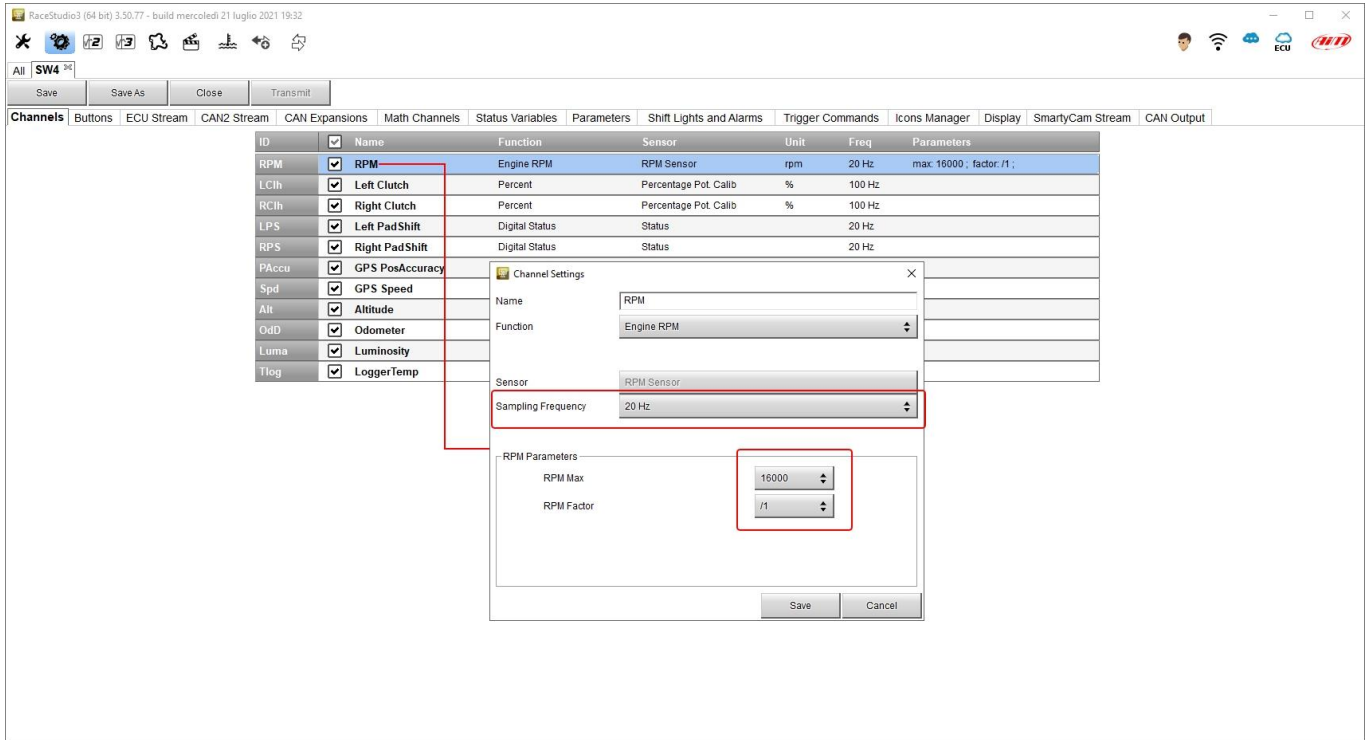 RaceStudio3 (64 bit) 3.50.77 - build mercoledì 21 luglio 2021 19:32
ECU
AiM
All SW4
Save Save As Close Transmit
Channels Buttons ECU Stream CAN2 Stream CAN Expansions Math Channels Status Variables Parameters Shift Lights and Alarms Trigger Commands Icons Manager Display SmartyCam Stream CAN Output
ID Name Function Sensor Unit Freq Parameters
RPM RPM Engine RPM RPM Sensor rpm 20 Hz max: 16000 ; factor: /1 ;
LClh Left Clutch Percent Percentage Pot. Calib % 100 Hz
RClh Right Clutch Percent Percentage Pot. Calib % 100 Hz
LPS Left PadShift Digital Status Status 20 Hz
RPS Right PadShift Digital Status Status 20 Hz
PAccu GPS PosAccuracy
Spd GPS Speed
Alt Altitude
OdD Odometer
Luma Luminosity
Tlog LoggerTemp
Channel Settings
Name RPM
Function Engine RPM
Sensor RPM Sensor
Sampling Frequency 20 Hz
RPM Parameters
RPM Max 16000
RPM Factor /1
Save Cancel